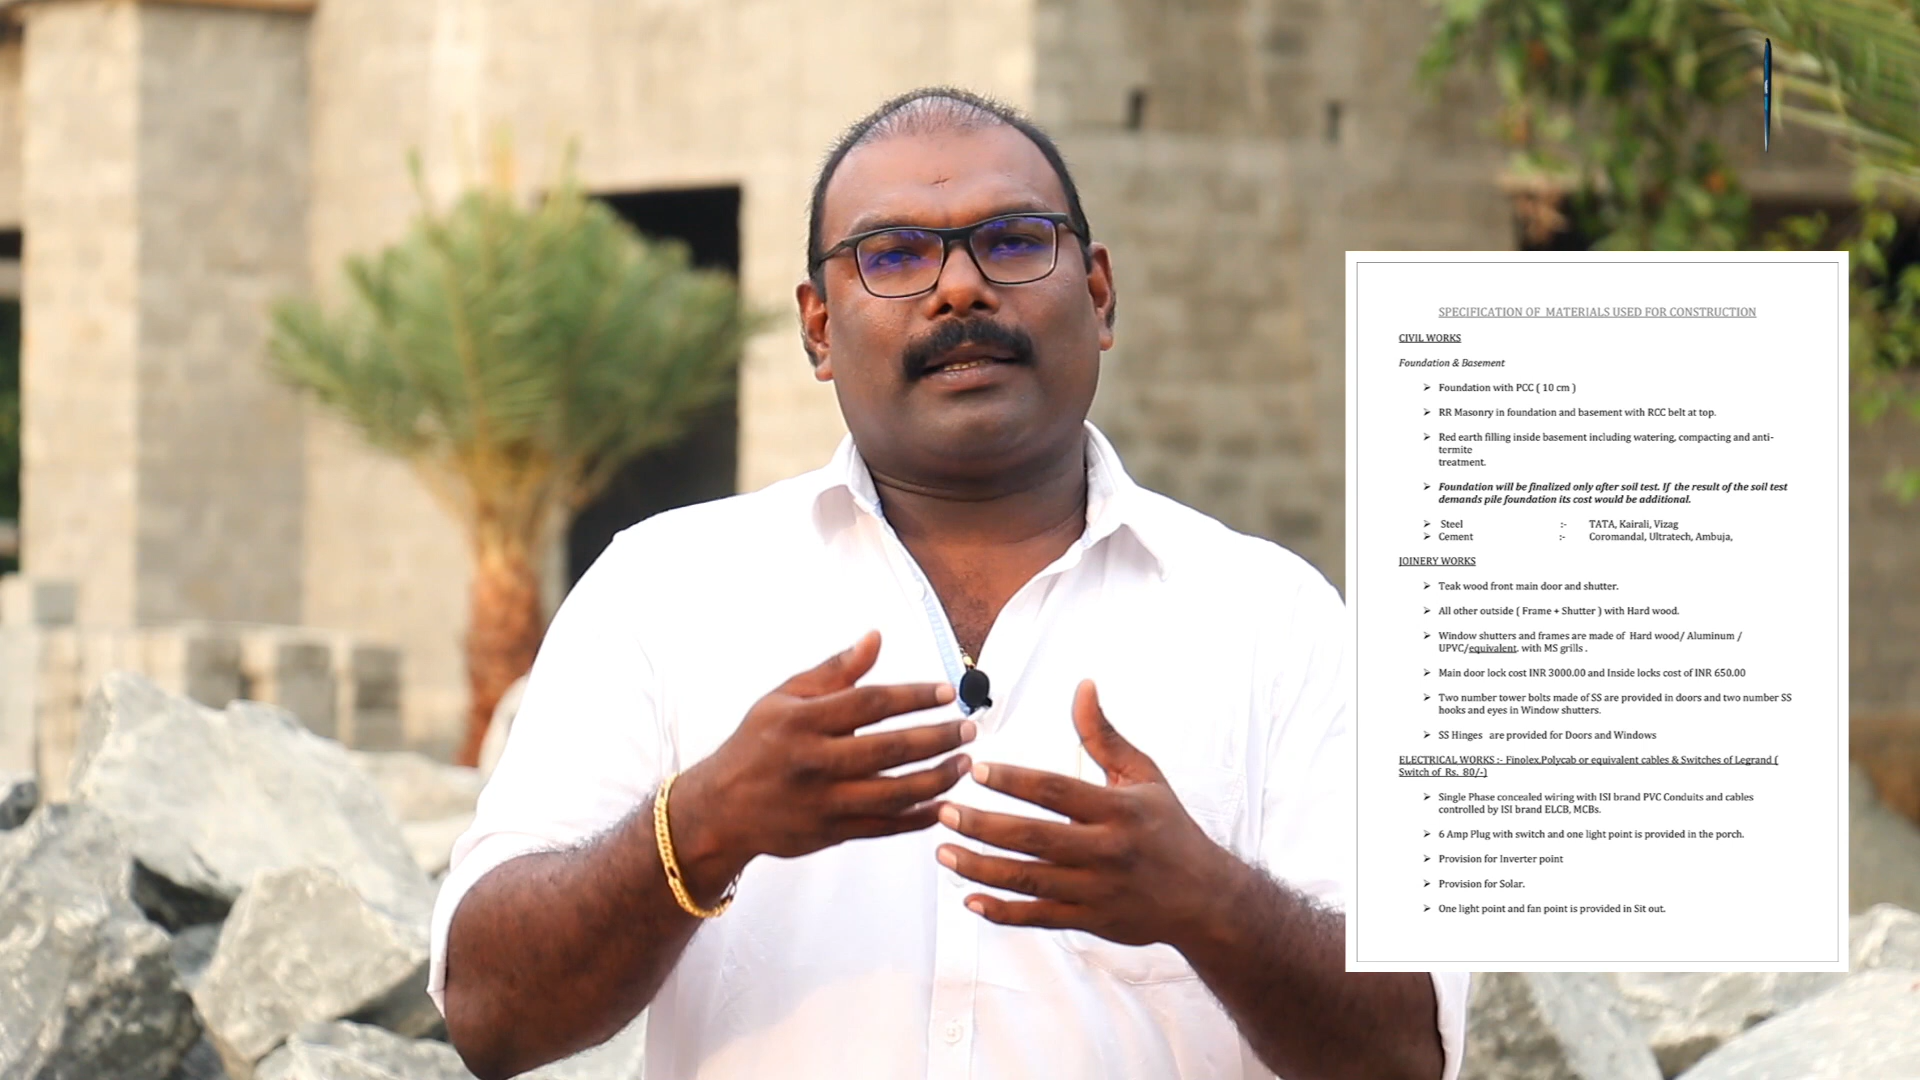 SPECIFICATION OF MATERIALS USED FOR CONSTRUCTION
CIVIL WORKS
Foundation & Basement
➢ Foundation with PCC ( 10 cm )
➢ RR Masonry in foundation and basement with RCC belt at top.
➢ Red earth filling inside basement including watering, compacting and anti-
termite
treatment.
➢ Foundation will be finalized only after soil test. If the result of the soil test
demands pile foundation its cost would be additional.
➢ Steel :- TATA, Kairali, Vizag
➢ Cement :- Coromandal, Ultratech, Ambuja,
JOINERY WORKS
➢ Teak wood front main door and shutter.
➢ All other outside ( Frame + Shutter ) with Hard wood.
➢ Window shutters and frames are made of Hard wood/ Aluminum /
UPVC/equivalent. with MS grills .
➢ Main door lock cost INR 3000.00 and Inside locks cost of INR 650.00
➢ Two number tower bolts made of SS are provided in doors and two number SS
hooks and eyes in Window shutters.
➢ SS Hinges are provided for Doors and Windows
ELECTRICAL WORKS :- Finolex,Polycab or equivalent cables & Switches of Legrand (
Switch of Rs. 80/-)
➢ Single Phase concealed wiring with ISI brand PVC Conduits and cables
controlled by ISI brand ELCB, MCBs.
➢ 6 Amp Plug with switch and one light point is provided in the porch.
➢ Provision for Inverter point
➢ Provision for Solar.
➢ One light point and fan point is provided in Sit out.